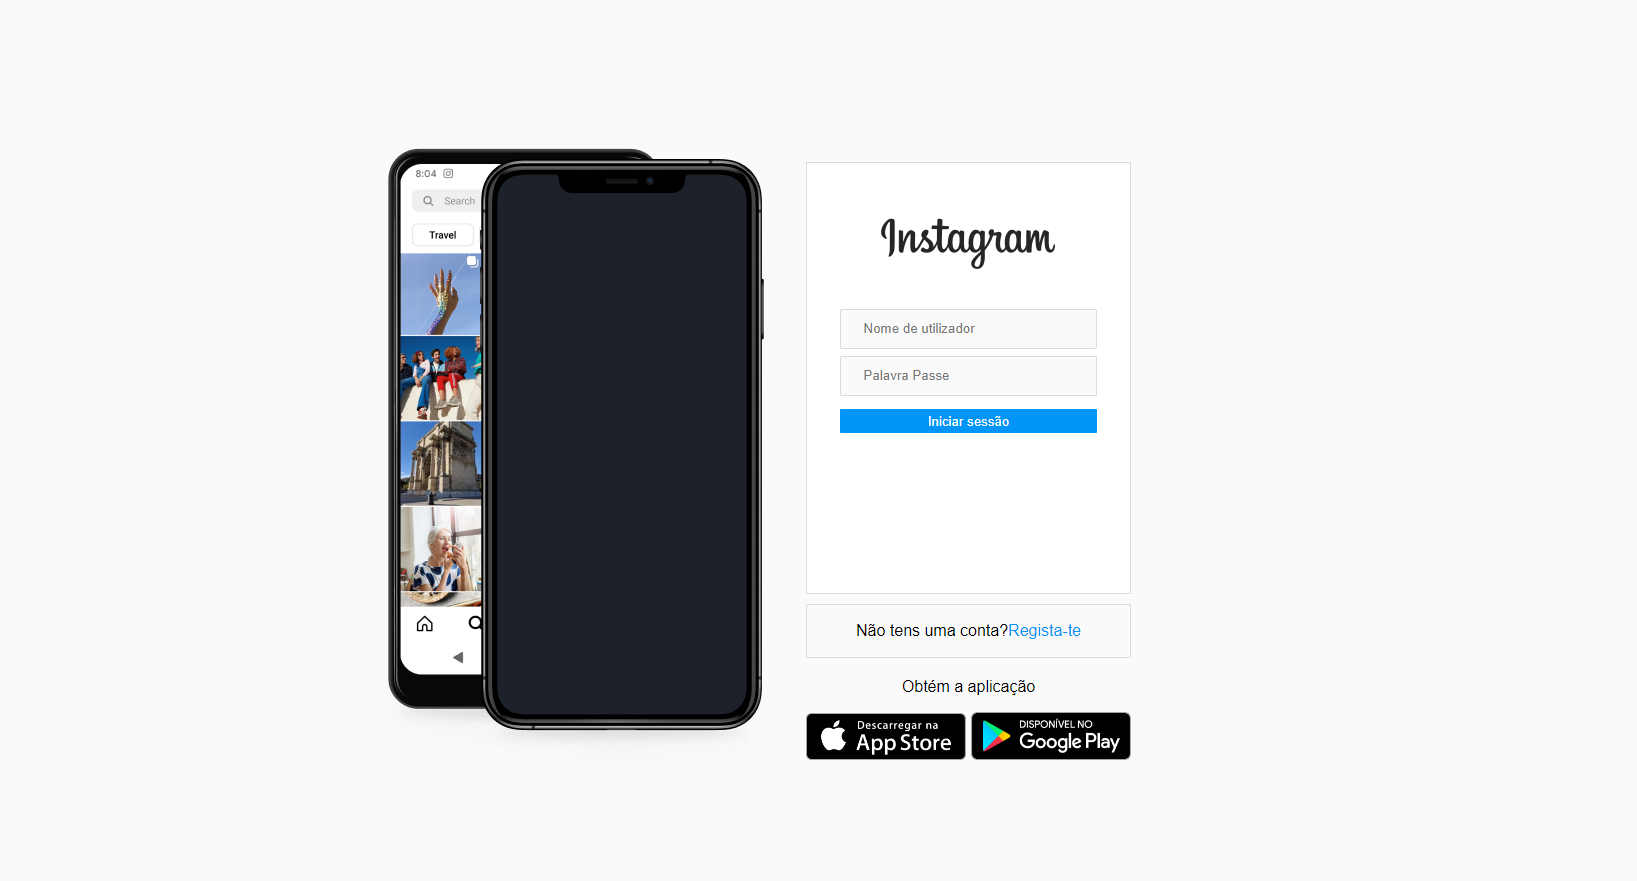 8:04
Search
Travel
Instagram
Nome de utilizador
Palavra Passe
Iniciar sessão
Não tens uma conta?Regista-te
Obtém a aplicação
Descarregar na
App Store
DISPONÍVEL NO
Google Play